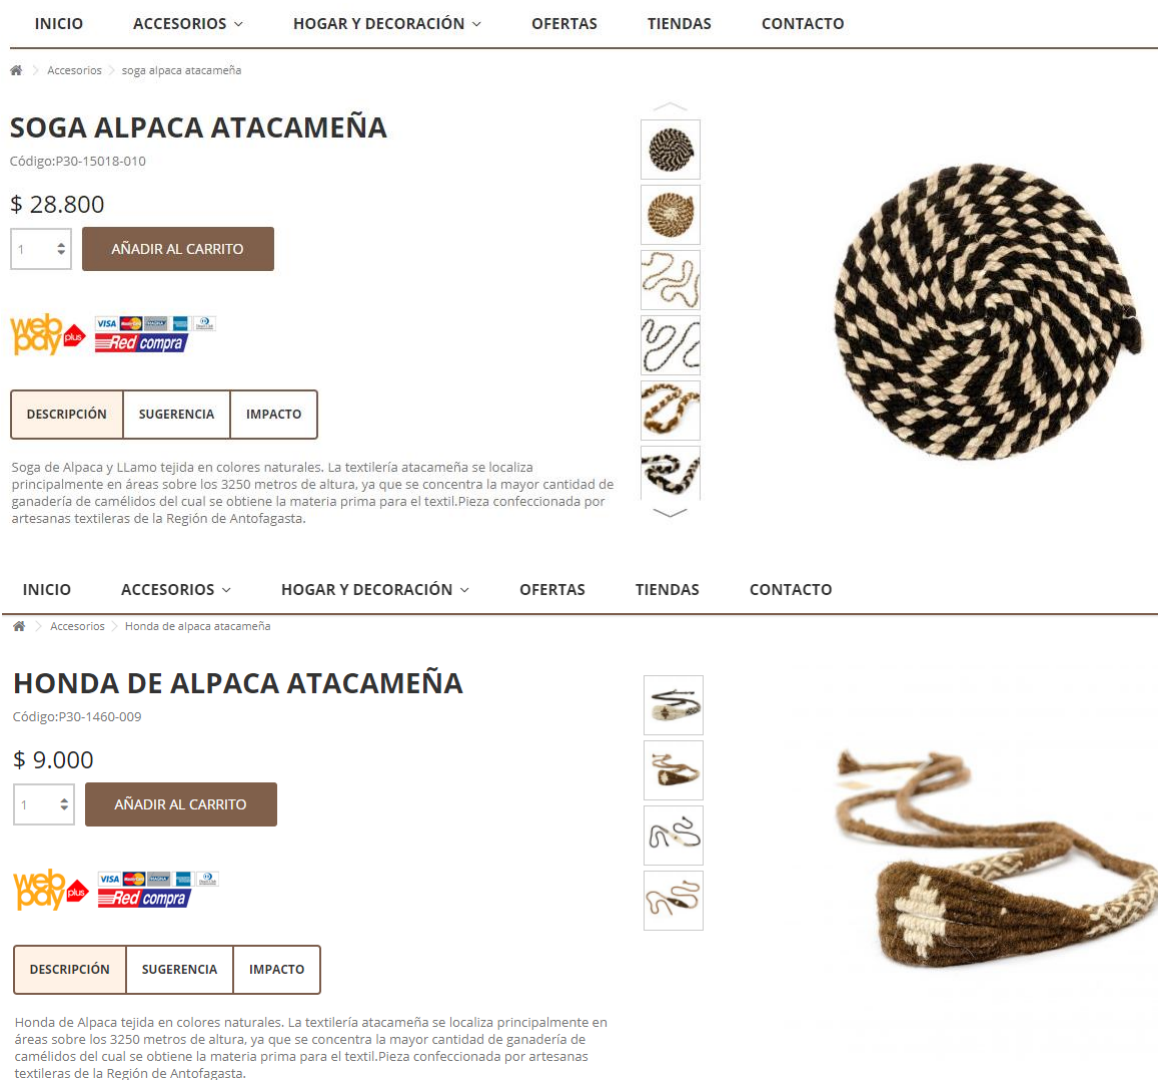 INICIO ACCESORIOS HOGAR Y DECORACIÓN OFERTAS TIENDAS CONTACTO
Accesorios soga alpaca atacameña
SOGA ALPACA ATACAMEÑA
Código:P30-15018-010
$ 28.800
1 AÑADIR AL CARRITO
web pay plus VISA
Red compra
DESCRIPCIÓN SUGERENCIA IMPACTO
Soga de Alpaca y LLamo tejida en colores naturales. La textilería atacameña se localiza
principalmente en áreas sobre los 3250 metros de altura, ya que se concentra la mayor cantidad de
ganadería de camélidos del cual se obtiene la materia prima para el textil.Pieza confeccionada por
artesanas textileras de la Región de Antofagasta.
INICIO ACCESORIOS HOGAR Y DECORACIÓN OFERTAS TIENDAS CONTACTO
Accesorios Honda de alpaca atacameña
HONDA DE ALPACA ATACAMEÑA
Código:P30-1460-009
$ 9.000
1 AÑADIR AL CARRITO
web pay plus VISA
Red compra
DESCRIPCIÓN SUGERENCIA IMPACTO
Honda de Alpaca tejida en colores naturales. La textilería atacameña se localiza principalmente en
áreas sobre los 3250 metros de altura, ya que se concentra la mayor cantidad de ganadería de
camélidos del cual se obtiene la materia prima para el textil.Pieza confeccionada por artesanas
textileras de la Región de Antofagasta.